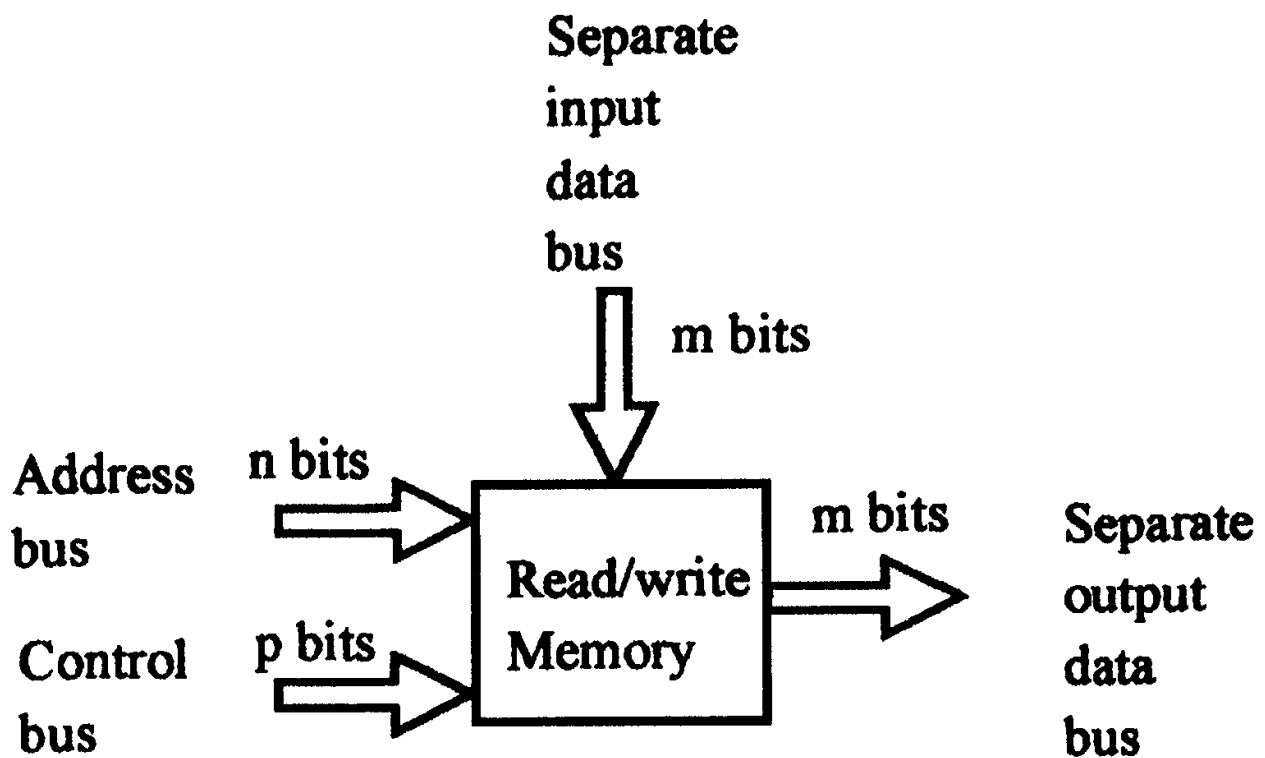 Separate
input
data
bus
m bits
Address
bus
n bits
m bits
Separate
output
data
bus
Read/write
Memory
Control
bus
p bits